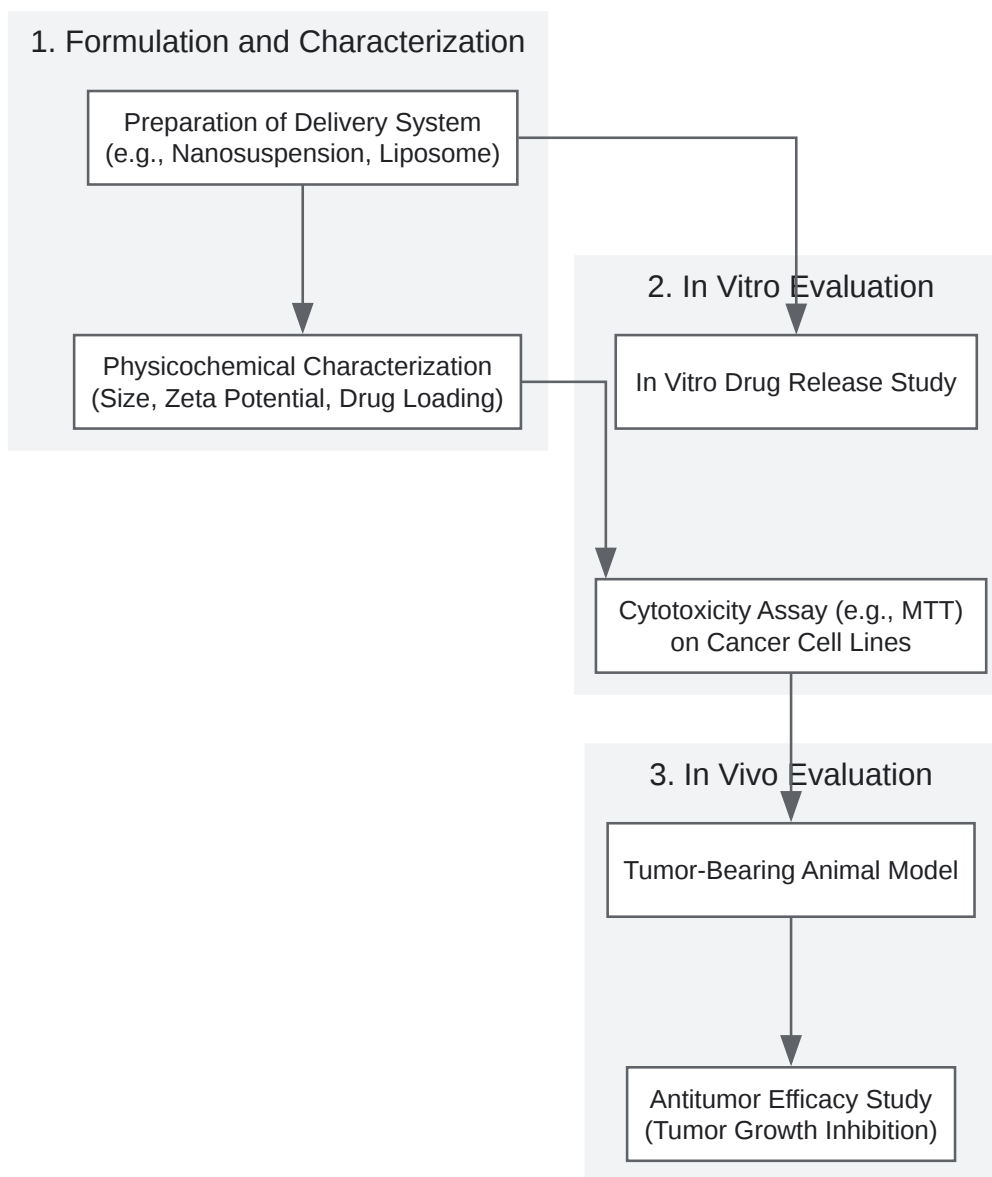 1. Formulation and Characterization
Preparation of Delivery System
(e.g., Nanosuspension, Liposome)
Physicochemical Characterization
(Size, Zeta Potential, Drug Loading)
2. In Vitro Evaluation
In Vitro Drug Release Study
Cytotoxicity Assay (e.g., MTT)
on Cancer Cell Lines
3. In Vivo Evaluation
Tumor-Bearing Animal Model
Antitumor Efficacy Study
(Tumor Growth Inhibition)